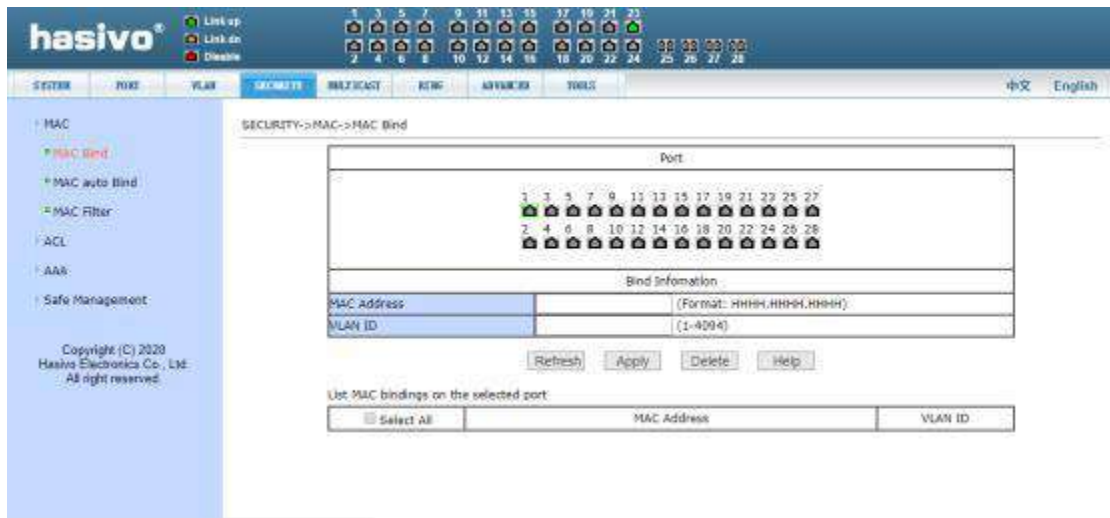 hasivo®
Link up
Link dn
Disable
1 3 5 7 9 11 13 15 17 19 21 23
2 4 6 8 10 12 14 16 18 20 22 24 25 26 27 28
SYSTEM PORT VLAN SECURITY MULTICAST RING ADVANCED TOOLS 中文 English
MAC
MAC Bind
MAC auto Bind
MAC Filter
ACL
AAA
Safe Management
Copyright (C) 2020
Hasivo Electronics Co., Ltd
All right reserved.
SECURITY->MAC->MAC Bind
Port
1 3 5 7 9 11 13 15 17 19 21 23 25 27
2 4 6 8 10 12 14 16 18 20 22 24 26 28
Bind Infomation
MAC Address (Format: HHHH.HHHH.HHHH)
VLAN ID (1-4094)
Refresh Apply Delete Help
List MAC bindings on the selected port
Select All MAC Address VLAN ID